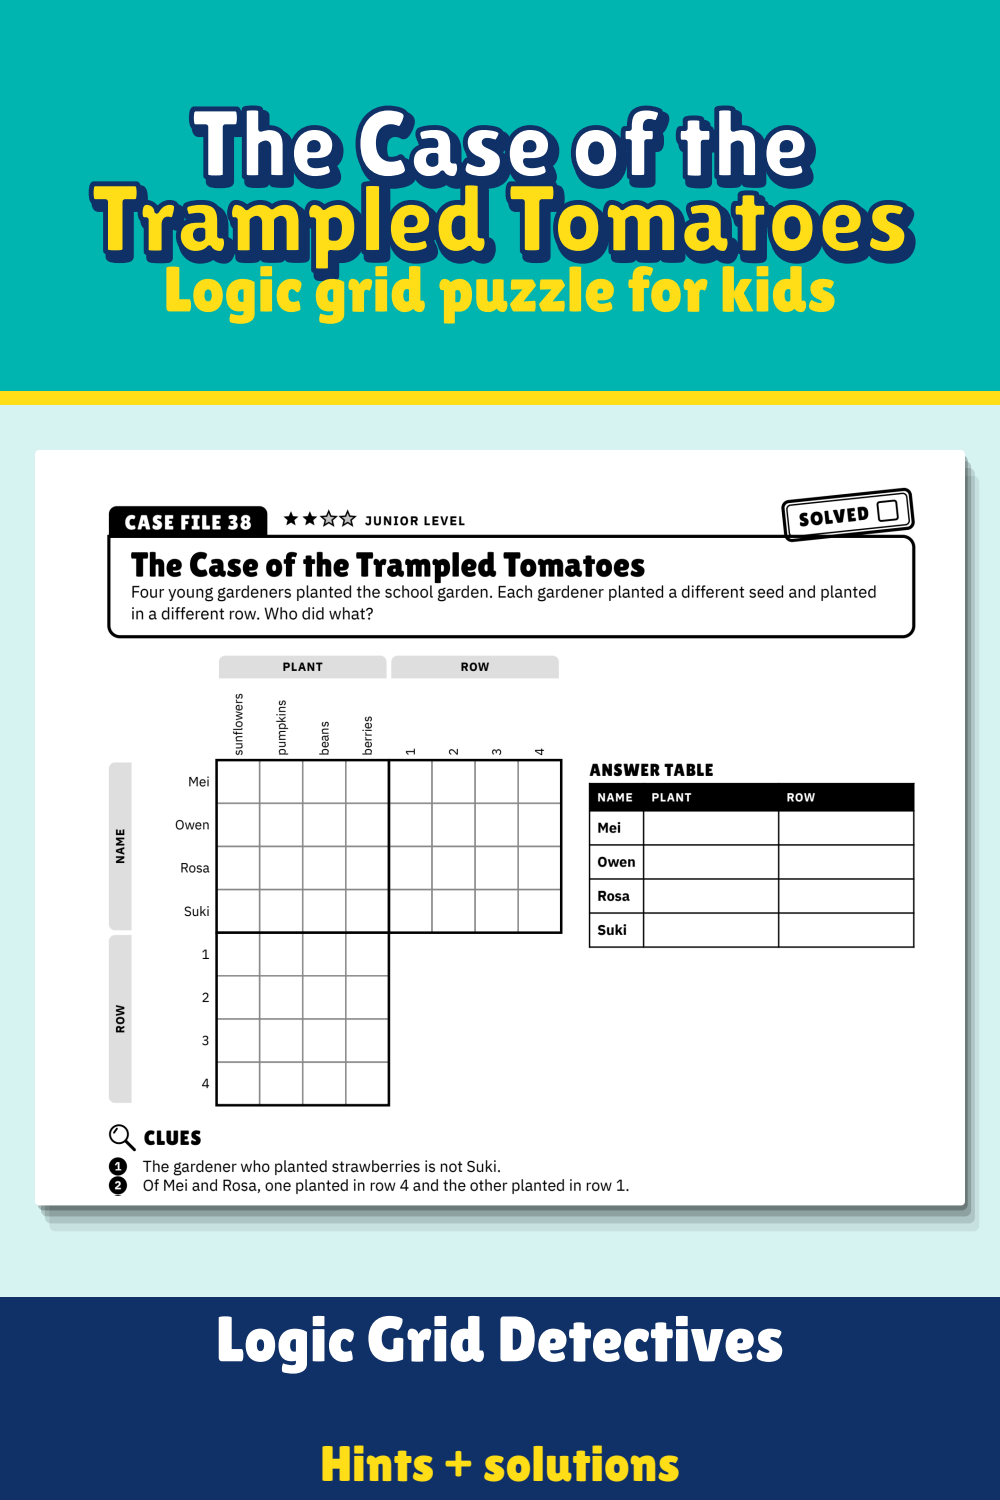 The Case of the
Trampled Tomatoes
Logic grid puzzle for kids
CASE FILE 38
JUNIOR LEVEL
SOLVED
The Case of the Trampled Tomatoes
Four young gardeners planted the school garden. Each gardener planted a different seed and planted
in a different row. Who did what?
PLANT
ROW
sunflowers
pumpkins
beans
berries
1
2
3
4
NAME
Mei
Owen
Rosa
Suki
ROW
1
2
3
4
ANSWER TABLE
NAME PLANT ROW
Mei
Owen
Rosa
Suki
CLUES
1 The gardener who planted strawberries is not Suki.
2 Of Mei and Rosa, one planted in row 4 and the other planted in row 1.
Logic Grid Detectives
Hints + solutions